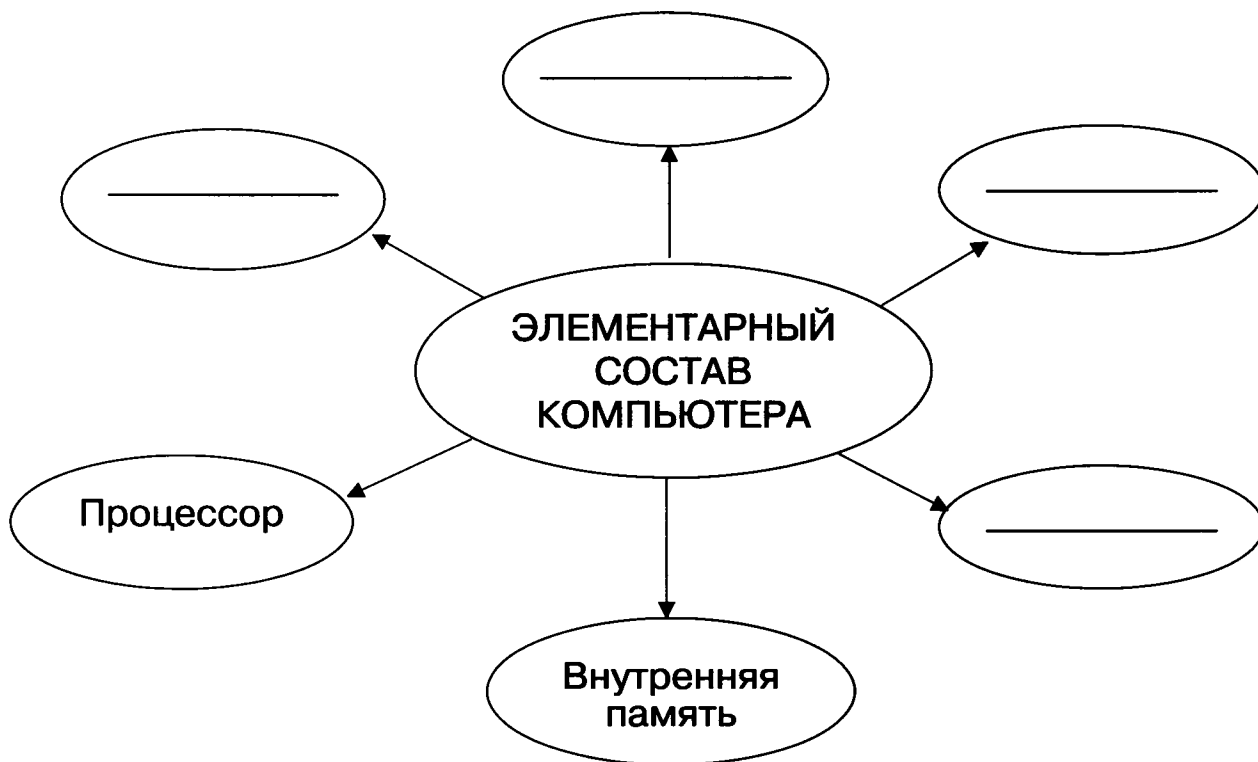 ЭЛЕМЕНТАРНЫЙ
СОСТАВ
КОМПЬЮТЕРА
Процессор
Внутренняя
память